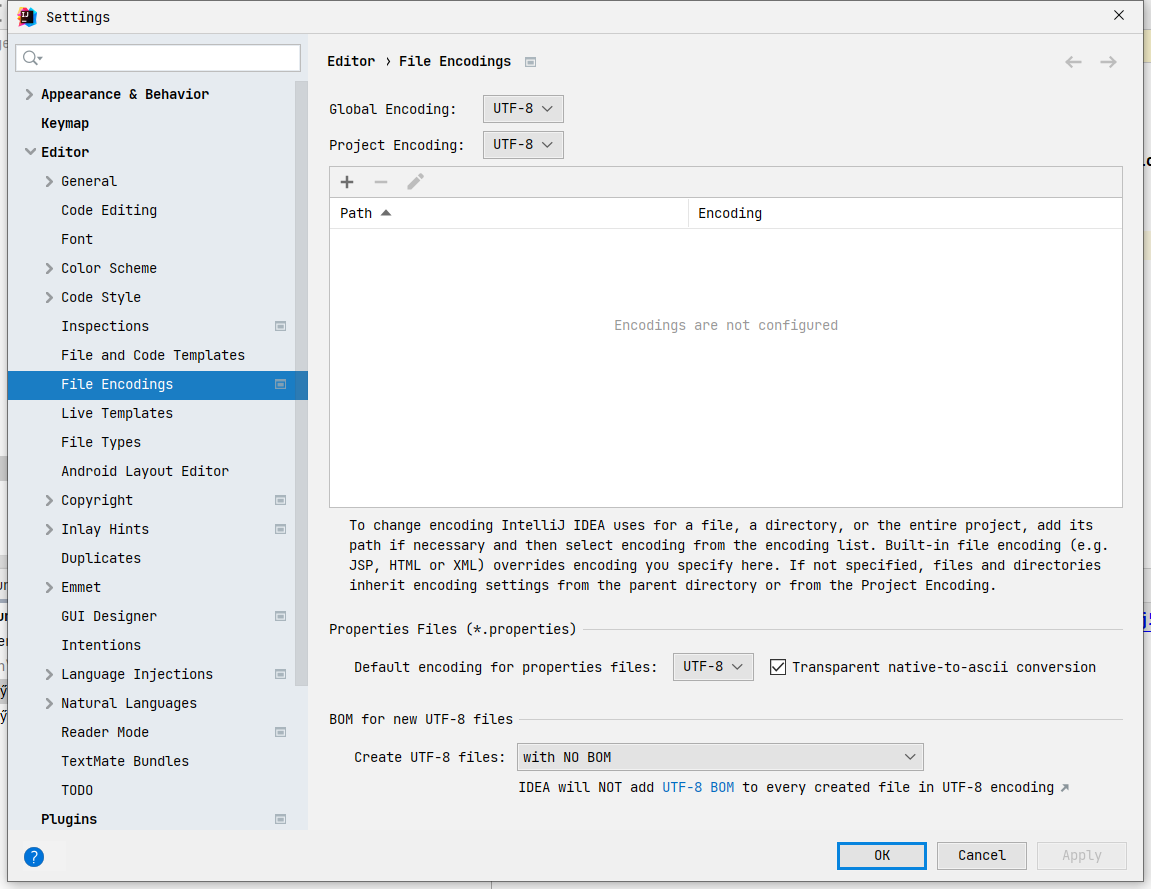 Settings
Appearance & Behavior
Keymap
Editor
General
Code Editing
Font
Color Scheme
Code Style
Inspections
File and Code Templates
File Encodings
Live Templates
File Types
Android Layout Editor
Copyright
Inlay Hints
Duplicates
Emmet
GUI Designer
Intentions
Language Injections
Natural Languages
Reader Mode
TextMate Bundles
TODO
Plugins
Editor › File Encodings
Global Encoding: UTF-8
Project Encoding: UTF-8
Path Encoding
Encodings are not configured
To change encoding IntelliJ IDEA uses for a file, a directory, or the entire project, add its
path if necessary and then select encoding from the encoding list. Built-in file encoding (e.g.
JSP, HTML or XML) overrides encoding you specify here. If not specified, files and directories
inherit encoding settings from the parent directory or from the Project Encoding.
Properties Files (*.properties)
Default encoding for properties files: UTF-8 Transparent native-to-ascii conversion
BOM for new UTF-8 files
Create UTF-8 files: with NO BOM
IDEA will NOT add UTF-8 BOM to every created file in UTF-8 encoding ↗
? OK Cancel Apply